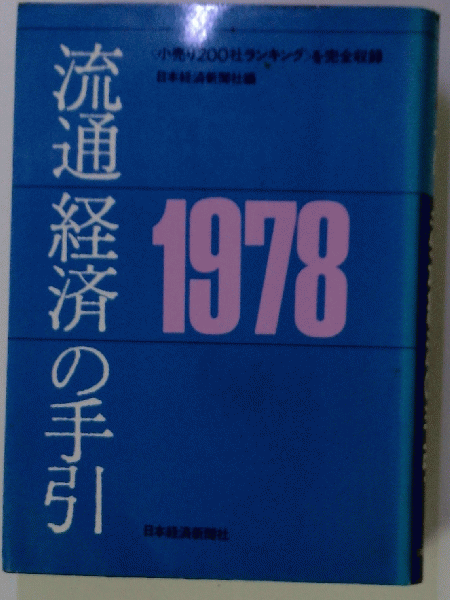 〈小売り200社ランキング〉を完全収録
日本経済新聞社編
流通経済の手引
1978
日本経済新聞社